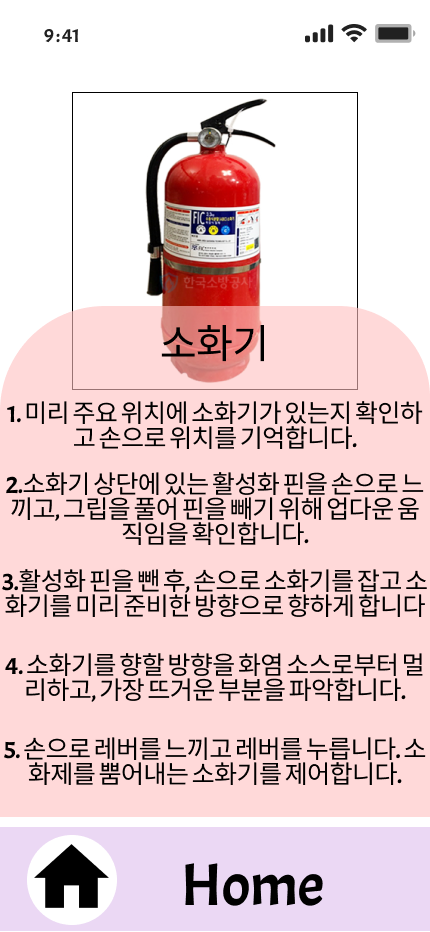 9:41
FIC
3.3kg
한국소방공사
소화기
1. 미리 주요 위치에 소화기가 있는지 확인하
고 손으로 위치를 기억합니다.
2.소화기 상단에 있는 활성화 핀을 손으로 느
끼고, 그립을 풀어 핀을 빼기 위해 업다운 움
직임을 확인합니다.
3.활성화 핀을 뺀 후, 손으로 소화기를 잡고 소
화기를 미리 준비한 방향으로 향하게 합니다
4. 소화기를 향할 방향을 화염 소스로부터 멀
리하고, 가장 뜨거운 부분을 파악합니다.
5. 손으로 레버를 느끼고 레버를 누릅니다. 소
화제를 뿜어내는 소화기를 제어합니다.
Home